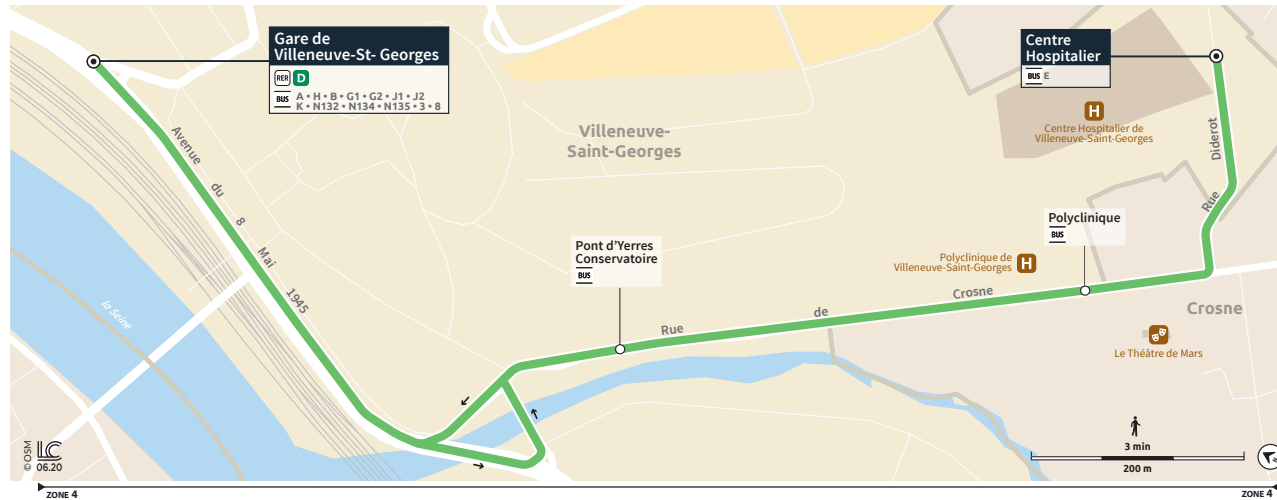 Gare de
Villeneuve-St- Georges
RER D
BUS A • H • B • G1 • G2 • J1 • J2
K • N132 • N134 • N135 • 3 • 8
Centre
Hospitalier
BUS E
H
Centre Hospitalier de
Villeneuve-Saint-Georges
Villeneuve-
Saint-Georges
Avenue du 8 Mai 1945
Rue Diderot
Polyclinique
BUS
Pont d’Yerres
Conservatoire
BUS
Polyclinique de
Villeneuve-Saint-Georges
H
Rue de Crosne
Crosne
la Seine
Le Théâtre de Mars
3 min
200 m
© OSM
LC
06.20
ZONE 4
ZONE 4